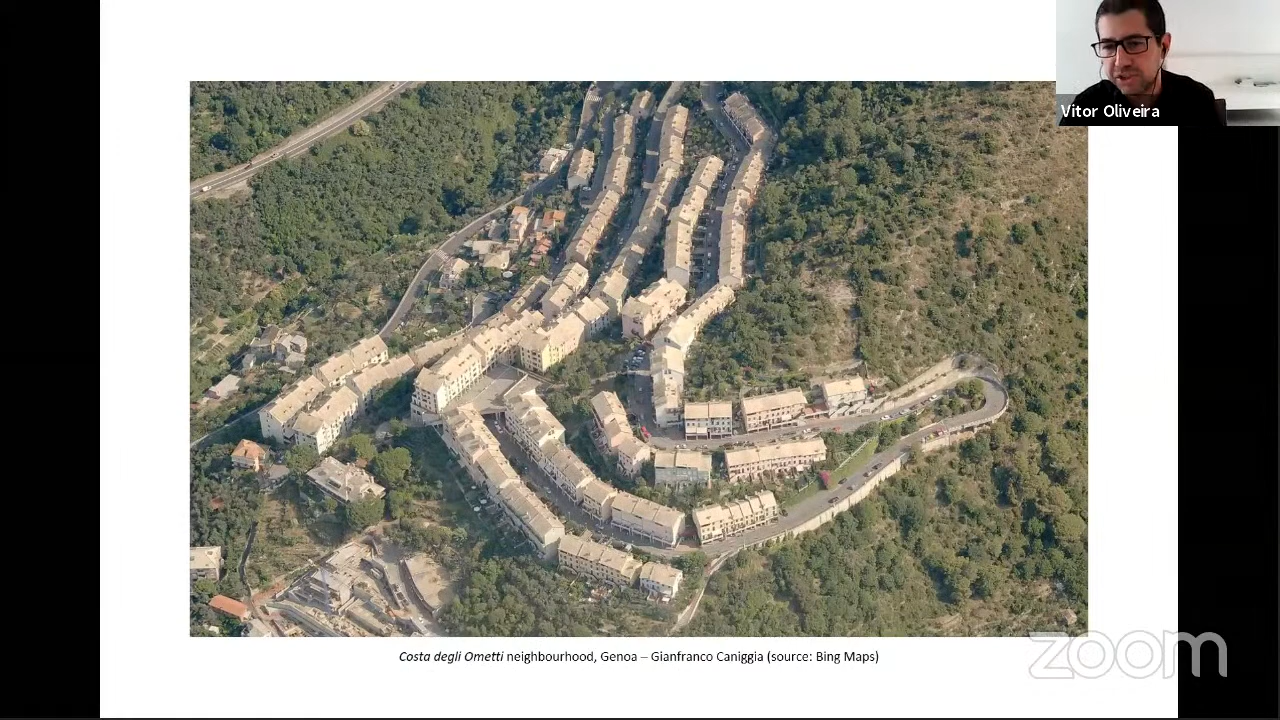 Vitor Oliveira
Costa degli Ometti neighbourhood, Genoa – Gianfranco Caniggia (source: Bing Maps)
zoom